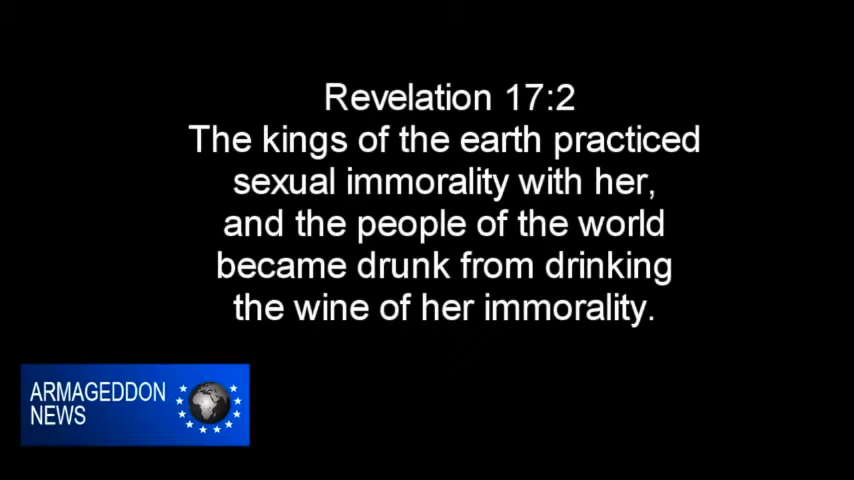 Revelation 17:2
The kings of the earth practiced
sexual immorality with her,
and the people of the world
became drunk from drinking
the wine of her immorality.
ARMAGEDDON
NEWS